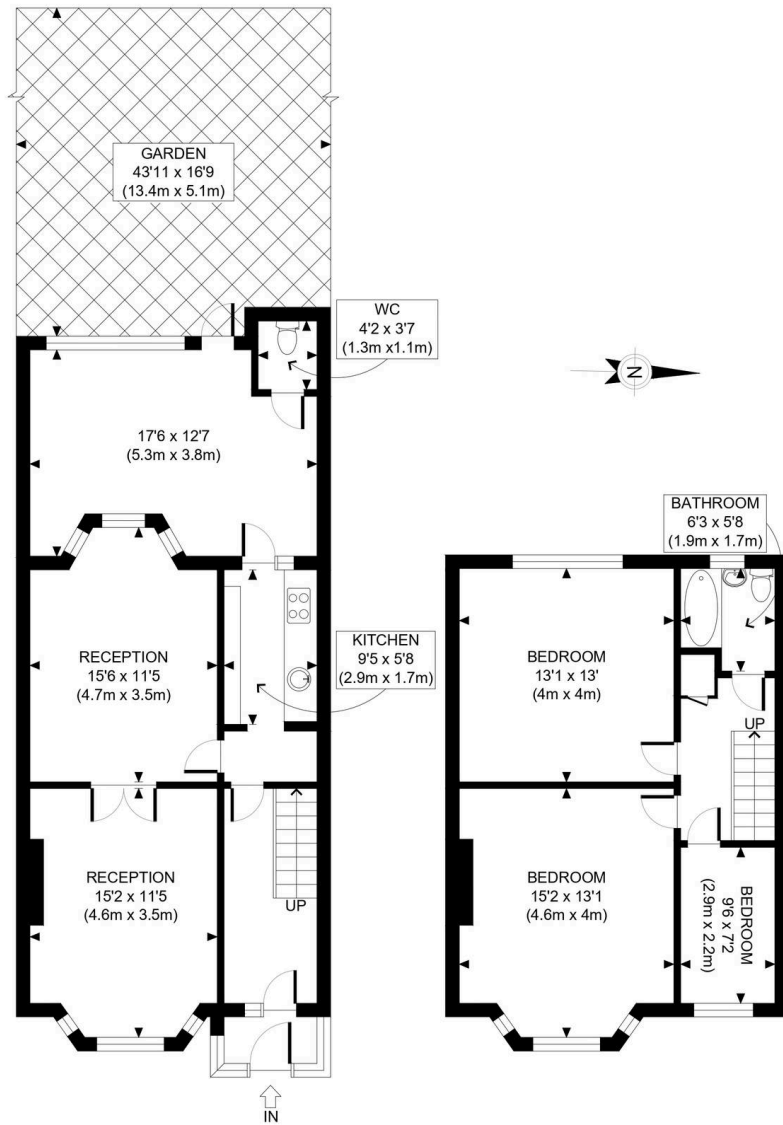 GARDEN
43'11 x 16'9
(13.4m x 5.1m)
WC
4'2 x 3'7
(1.3m x1.1m)
N
17'6 x 12'7
(5.3m x 3.8m)
RECEPTION
15'6 x 11'5
(4.7m x 3.5m)
KITCHEN
9'5 x 5'8
(2.9m x 1.7m)
RECEPTION
15'2 x 11'5
(4.6m x 3.5m)
UP
IN
BATHROOM
6'3 x 5'8
(1.9m x 1.7m)
BEDROOM
13'1 x 13'
(4m x 4m)
UP
BEDROOM
15'2 x 13'1
(4.6m x 4m)
BEDROOM
9'6 x 7'2
(2.9m x 2.2m)